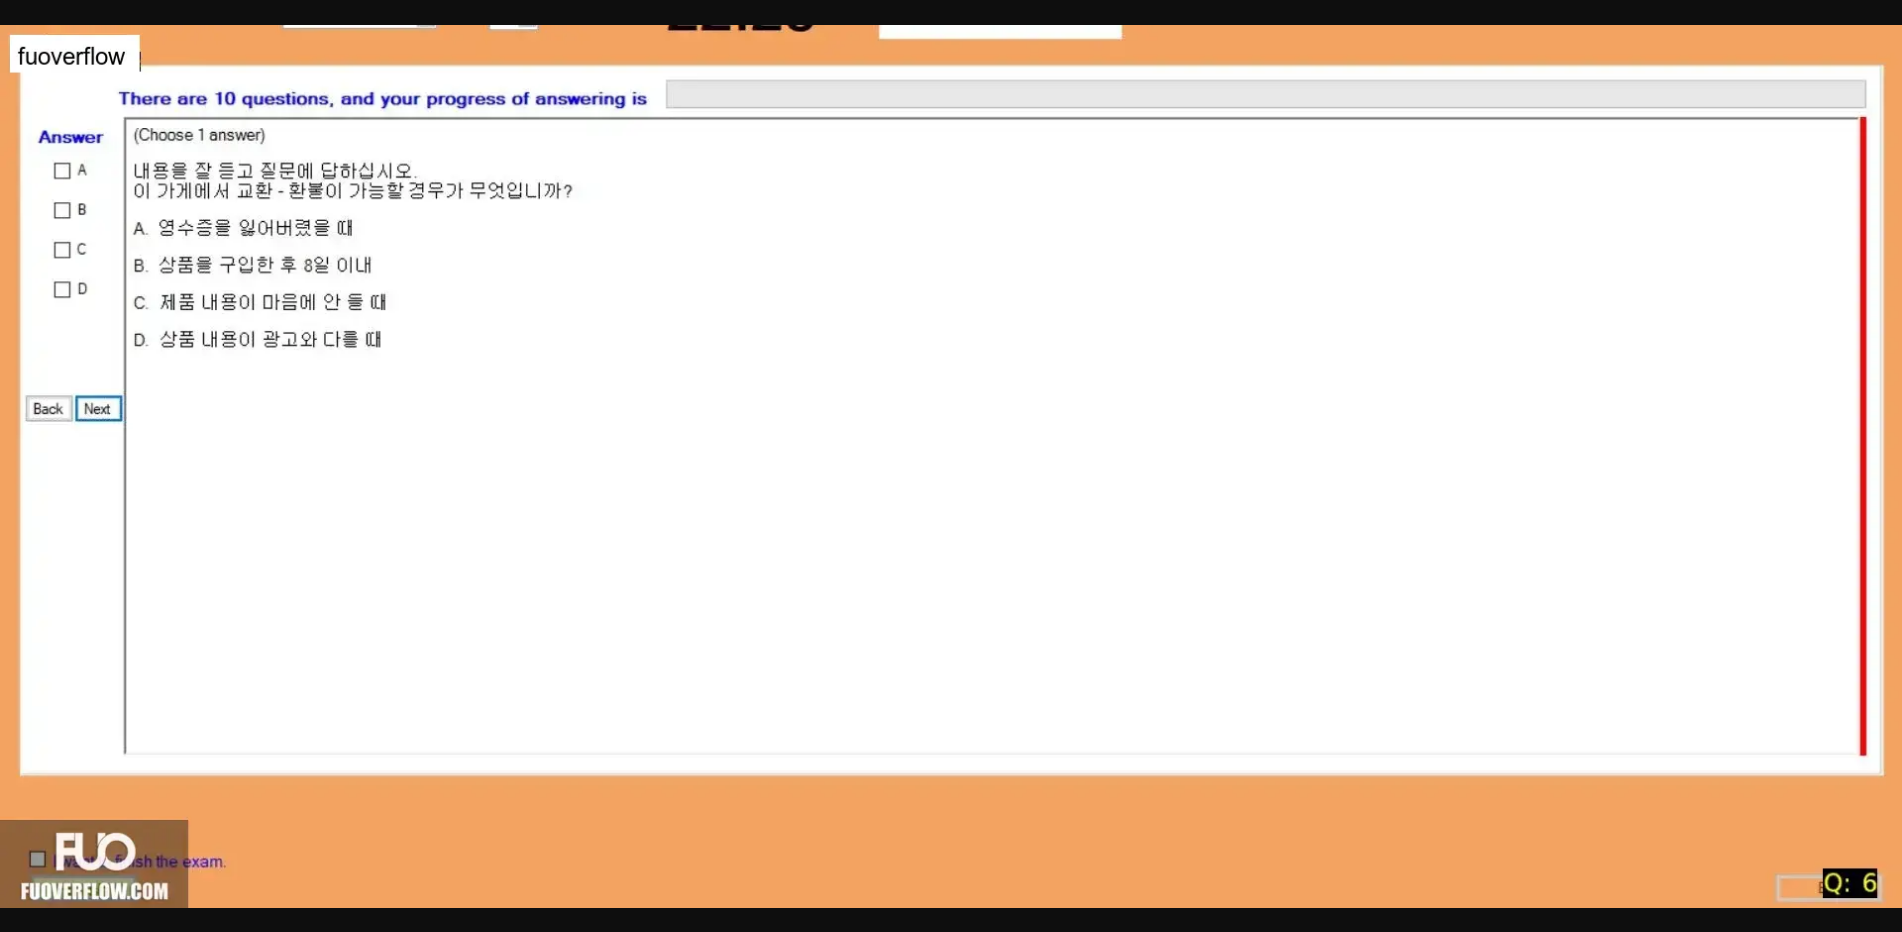 fuoverflow
There are 10 questions, and your progress of answering is
Answer
(Choose 1 answer)
A
B
C
D
내용을 잘 듣고 질문에 답하십시오.
이 가게에서 교환 - 환불이 가능할 경우가 무엇입니까?
A. 영수증을 잃어버렸을 때
B. 상품을 구입한 후 8일 이내
C. 제품 내용이 마음에 안 들 때
D. 상품 내용이 광고와 다를 때
Back
Next
FUO
finish the exam.
FUOVERFLOW.COM
Q: 6